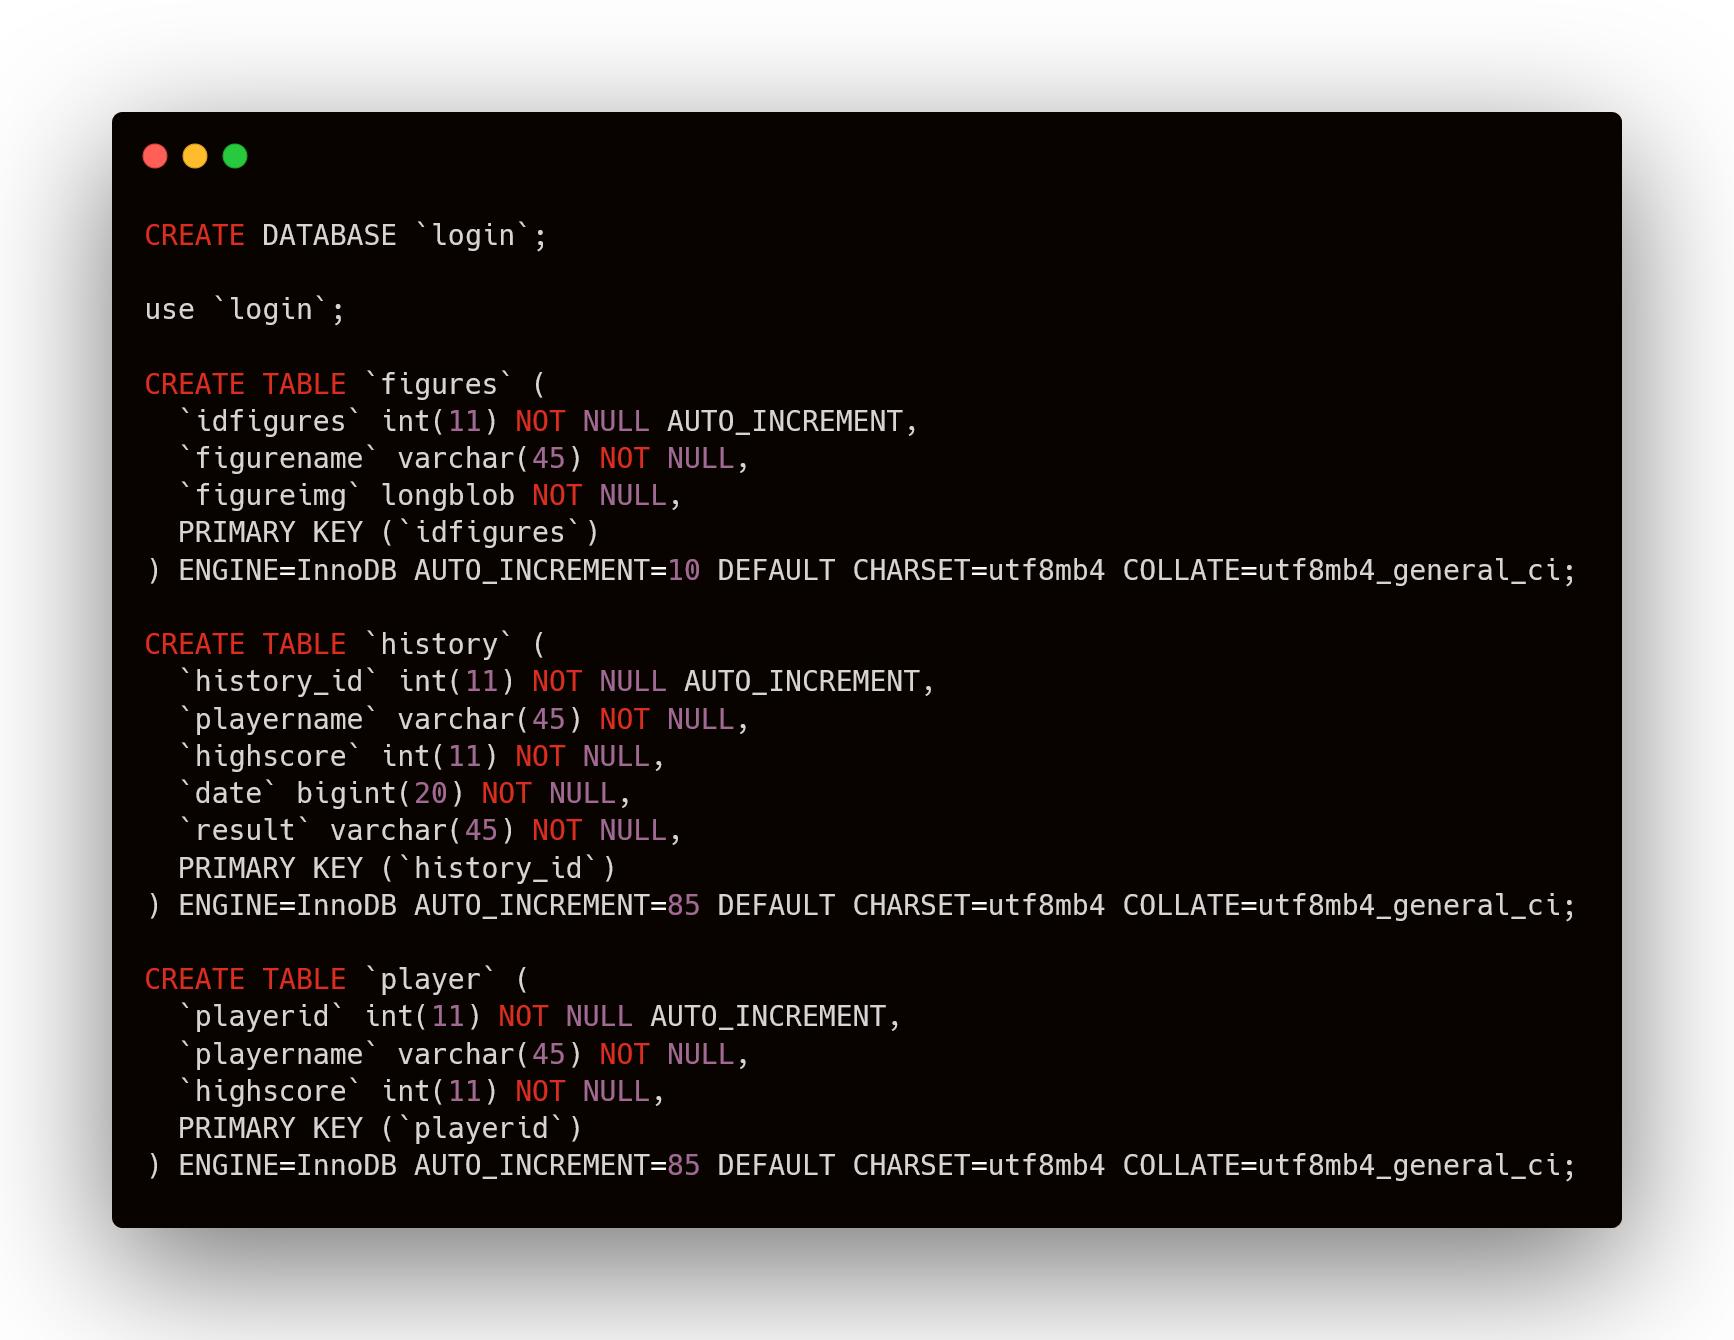 CREATE DATABASE `login`;
use `login`;
CREATE TABLE `figures` (
  `idfigures` int(11) NOT NULL AUTO_INCREMENT,
  `figurename` varchar(45) NOT NULL,
  `figureimg` longblob NOT NULL,
  PRIMARY KEY (`idfigures`)
) ENGINE=InnoDB AUTO_INCREMENT=10 DEFAULT CHARSET=utf8mb4 COLLATE=utf8mb4_general_ci;
CREATE TABLE `history` (
  `history_id` int(11) NOT NULL AUTO_INCREMENT,
  `playername` varchar(45) NOT NULL,
  `highscore` int(11) NOT NULL,
  `date` bigint(20) NOT NULL,
  `result` varchar(45) NOT NULL,
  PRIMARY KEY (`history_id`)
) ENGINE=InnoDB AUTO_INCREMENT=85 DEFAULT CHARSET=utf8mb4 COLLATE=utf8mb4_general_ci;
CREATE TABLE `player` (
  `playerid` int(11) NOT NULL AUTO_INCREMENT,
  `playername` varchar(45) NOT NULL,
  `highscore` int(11) NOT NULL,
  PRIMARY KEY (`playerid`)
) ENGINE=InnoDB AUTO_INCREMENT=85 DEFAULT CHARSET=utf8mb4 COLLATE=utf8mb4_general_ci;